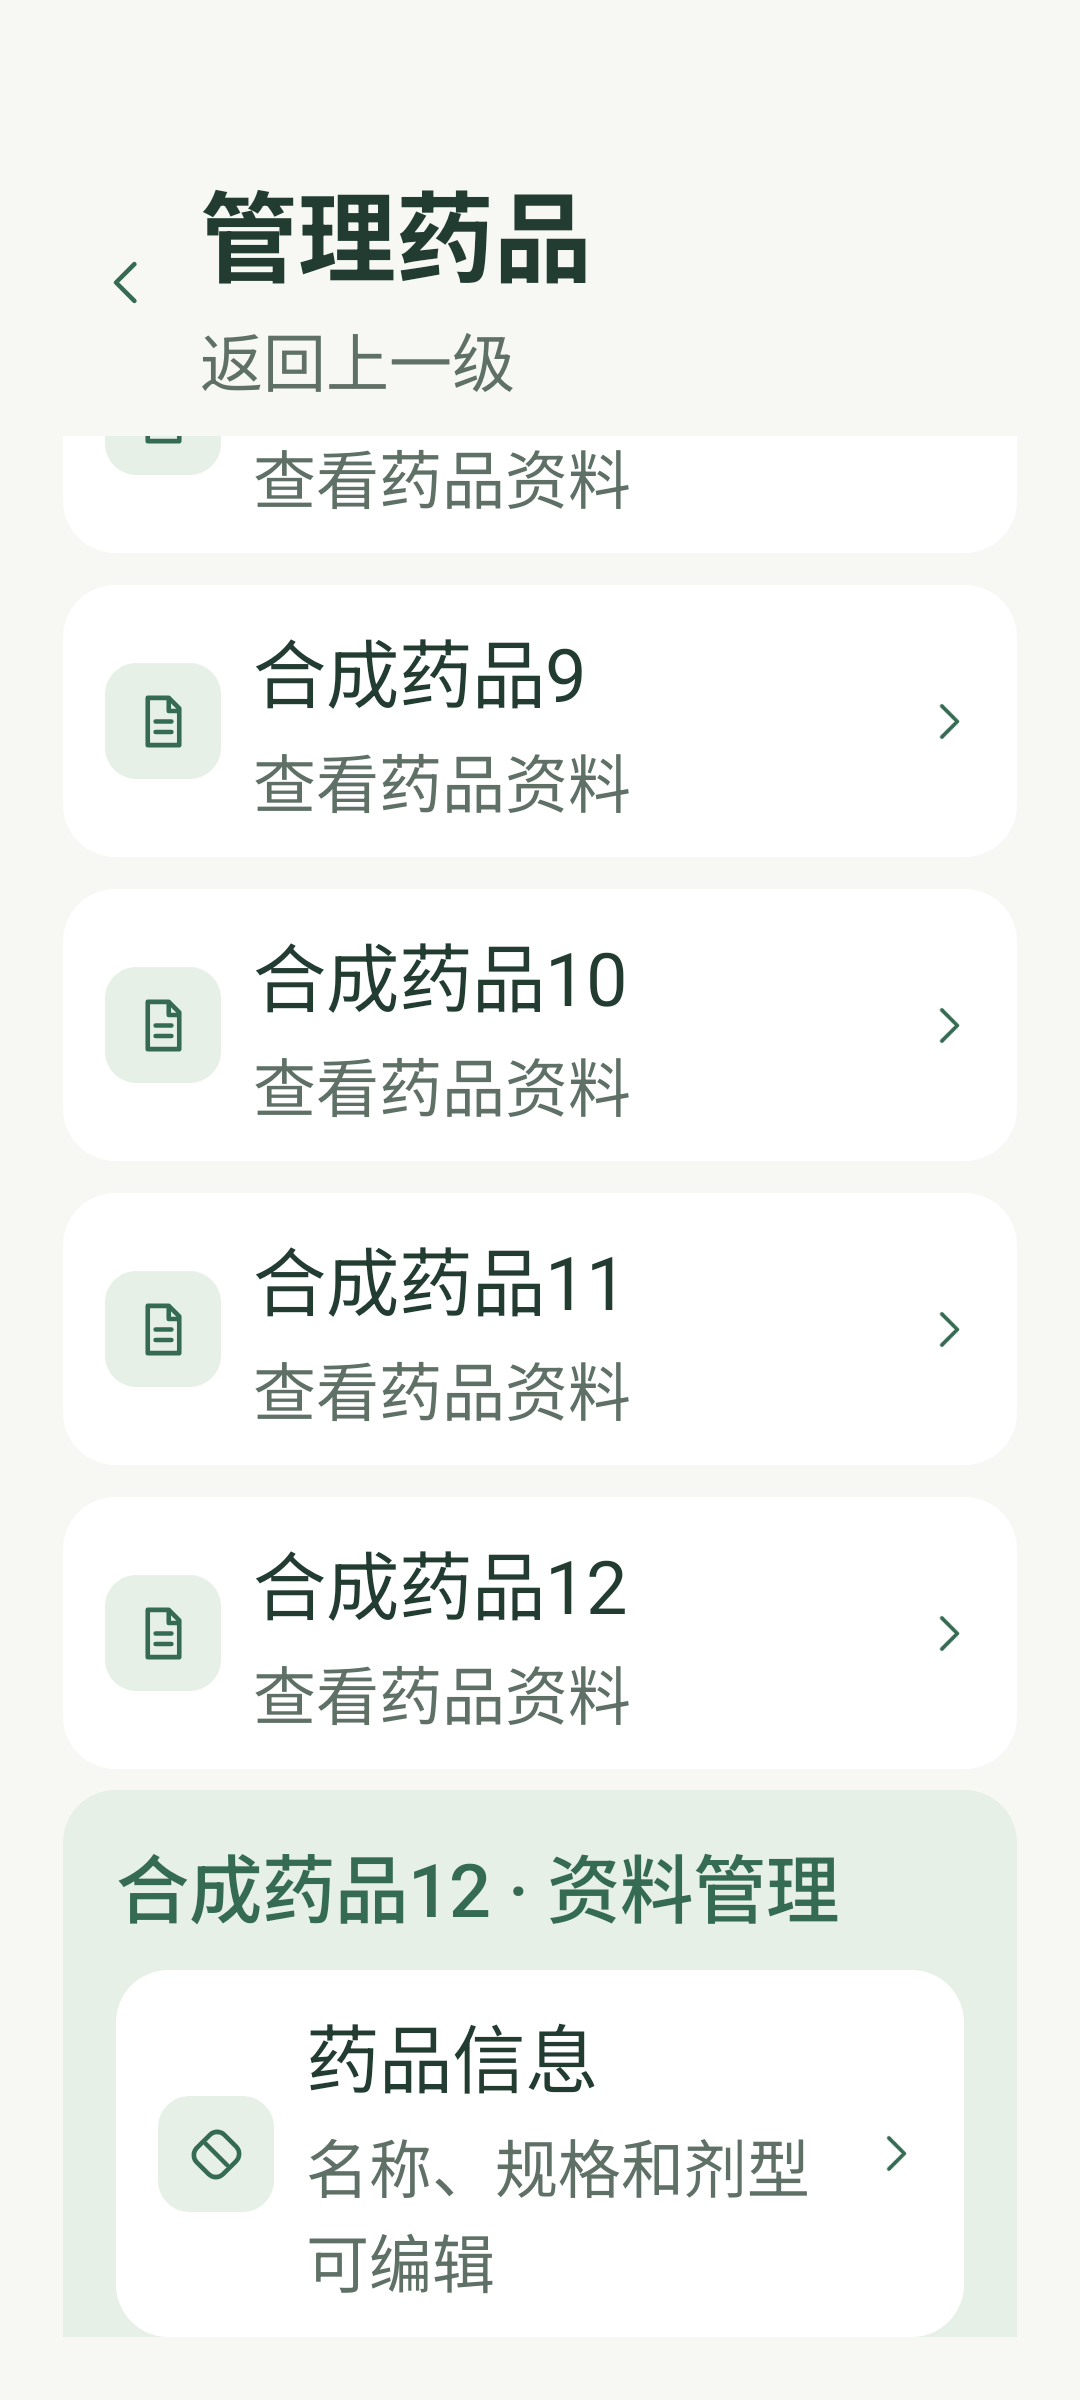 管理药品
返回上一级
查看药品资料
合成药品9
查看药品资料
合成药品10
查看药品资料
合成药品11
查看药品资料
合成药品12
查看药品资料
合成药品12 · 资料管理
药品信息
名称、规格和剂型
可编辑